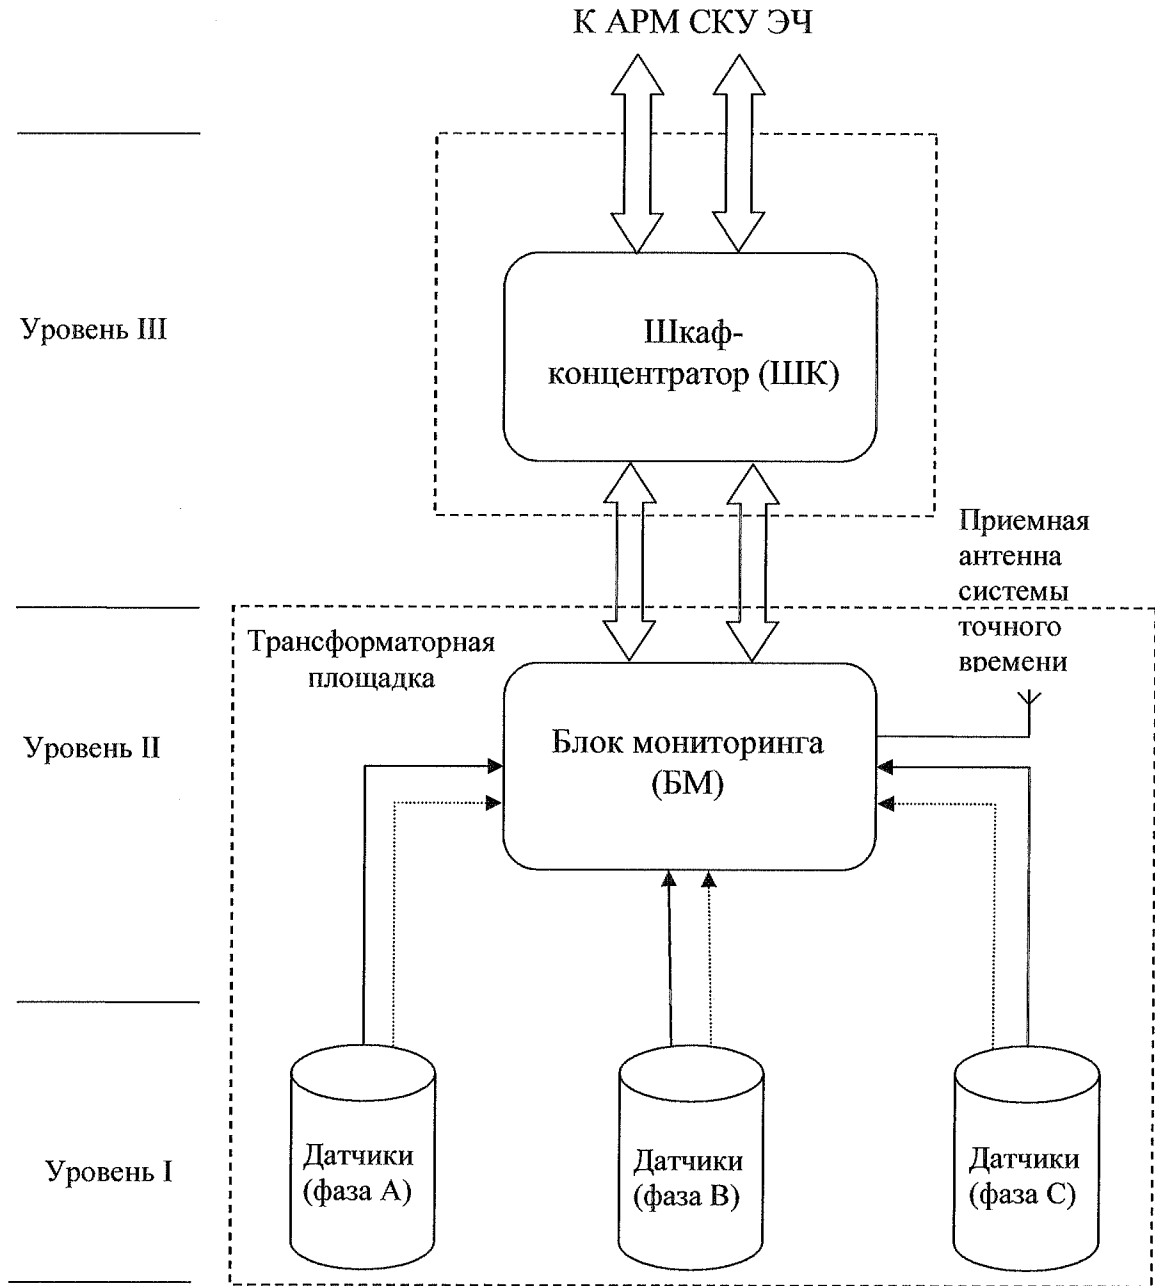 К АРМ СКУ ЭЧ
Уровень III
Шкаф-
концентратор (ШК)
Приемная
антенна
системы
точного
времени
Трансформаторная
площадка
Уровень II
Блок мониторинга
(БМ)
Уровень I
Датчики
(фаза А)
Датчики
(фаза В)
Датчики
(фаза С)